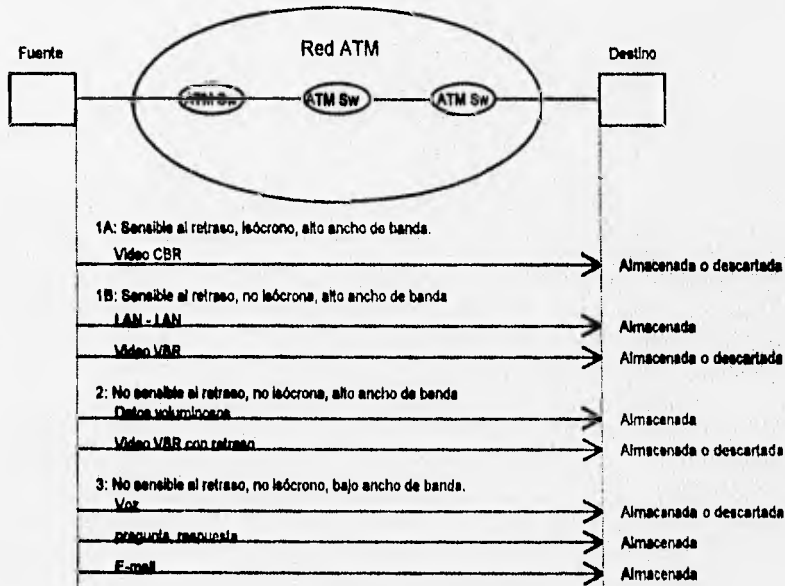 Fuente
Red ATM
Destino
ATM Sw
ATM Sw
ATM Sw
1A: Sensible al retraso, isócrono, alto ancho de banda.
Video CBR
Almacenada o descartada
1B: Sensible al retraso, no isócrona, alto ancho de banda
LAN - LAN
Almacenada
Video VBR
Almacenada o descartada
2: No sensible al retraso, no isócrona, alto ancho de banda
Datos voluminosos
Almacenada
Video VBR con retraso
Almacenada o descartada
3: No sensible al retraso, no isócrono, bajo ancho de banda.
Voz
Almacenada o descartada
pregunta, respuesta
Almacenada
E-mail
Almacenada